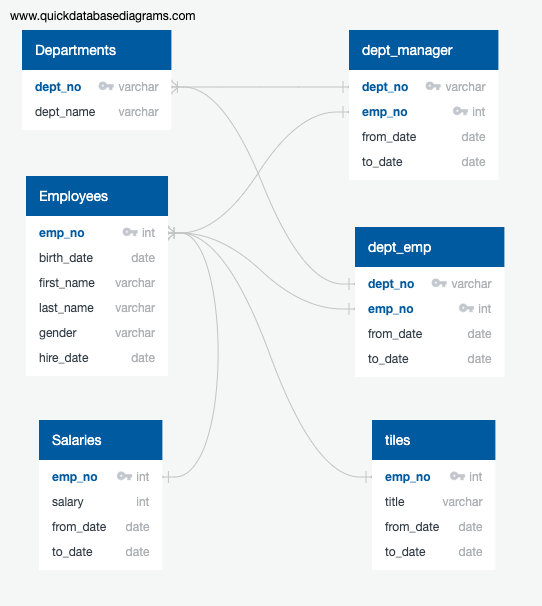 www.quickdatabasediagrams.com
Departments
dept_no varchar
dept_name varchar
dept_manager
dept_no varchar
emp_no int
from_date date
to_date date
Employees
emp_no int
birth_date date
first_name varchar
last_name varchar
gender varchar
hire_date date
dept_emp
dept_no varchar
emp_no int
from_date date
to_date date
Salaries
emp_no int
salary int
from_date date
to_date date
tiles
emp_no int
title varchar
from_date date
to_date date